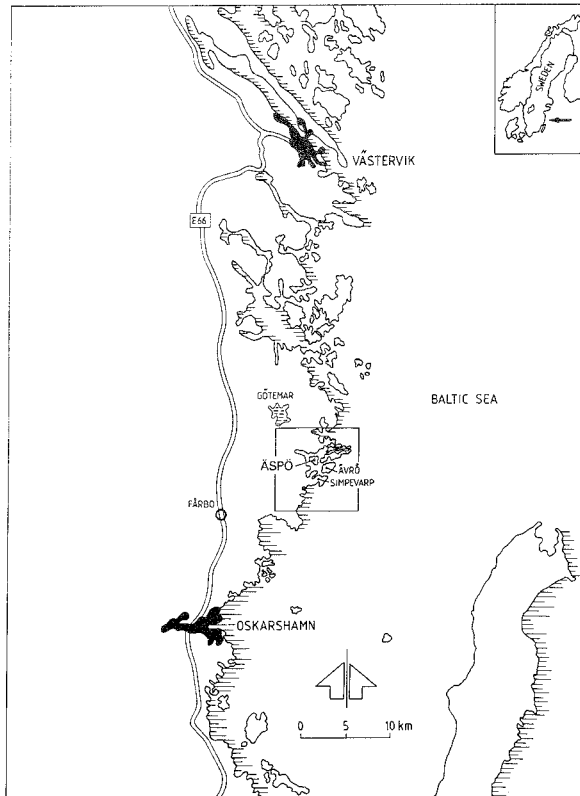 SWEDEN
VÄSTERVIK
E66
BALTIC SEA
GÖTEMAR
ÄSPÖ
ÄVRÖ
SIMPEVARP
FÅRBO
OSKARSHAMN
0 5 10 km